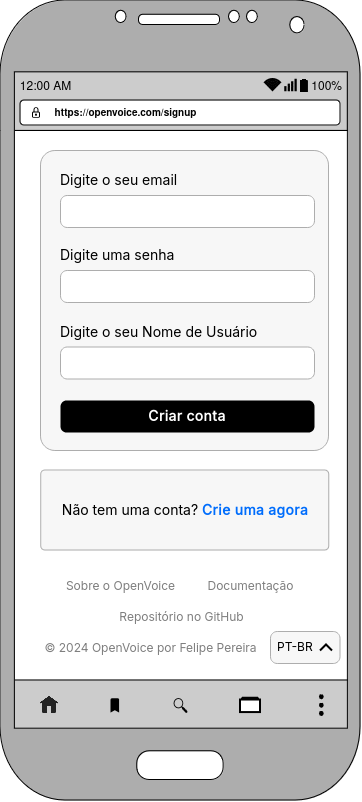 12:00 AM 100%
https://openvoice.com/signup
Digite o seu email
Digite uma senha
Digite o seu Nome de Usuário
Criar conta
Não tem uma conta? Crie uma agora
Sobre o OpenVoice Documentação
Repositório no GitHub
© 2024 OpenVoice por Felipe Pereira PT-BR